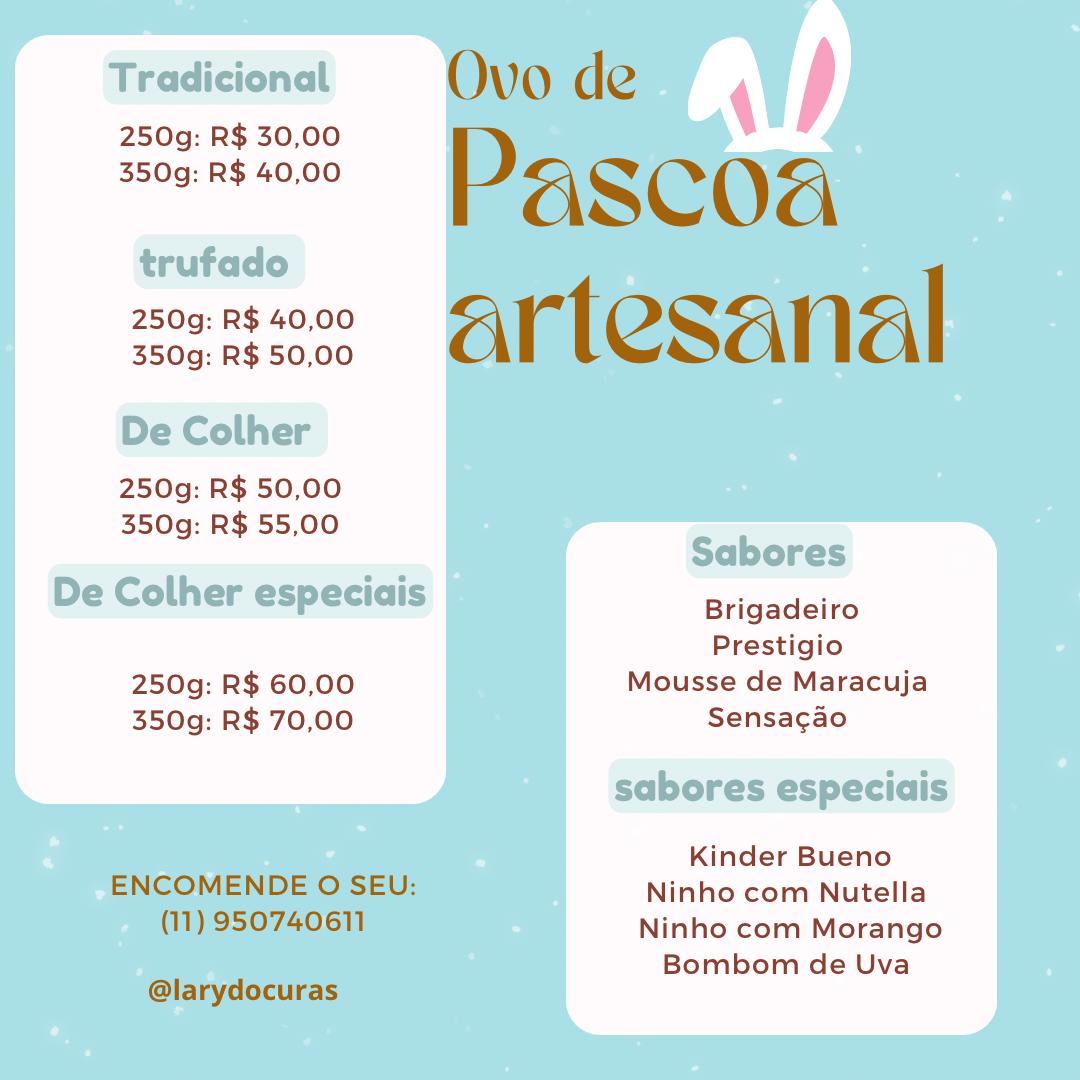 Ovo de
Pascoa
artesanal
Tradicional
250g: R$ 30,00
350g: R$ 40,00
trufado
250g: R$ 40,00
350g: R$ 50,00
De Colher
250g: R$ 50,00
350g: R$ 55,00
De Colher especiais
250g: R$ 60,00
350g: R$ 70,00
Sabores
Brigadeiro
Prestigio
Mousse de Maracuja
Sensação
sabores especiais
Kinder Bueno
Ninho com Nutella
Ninho com Morango
Bombom de Uva
ENCOMENDE O SEU:
(11) 950740611
@larydocuras